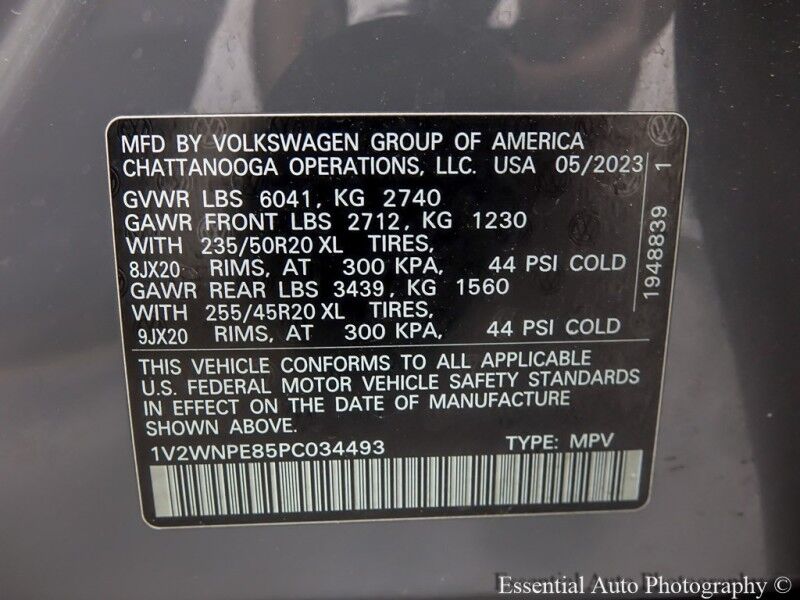 MFD BY VOLKSWAGEN GROUP OF AMERICA
CHATTANOOGA OPERATIONS, LLC. USA 05/2023
GVWR LBS 6041, KG 2740
GAWR FRONT LBS 2712, KG 1230
WITH 235/50R20 XL TIRES,
8JX20 RIMS, AT 300 KPA, 44 PSI COLD
GAWR REAR LBS 3439, KG 1560
WITH 255/45R20 XL TIRES,
9JX20 RIMS, AT 300 KPA, 44 PSI COLD
THIS VEHICLE CONFORMS TO ALL APPLICABLE
U.S. FEDERAL MOTOR VEHICLE SAFETY STANDARDS
IN EFFECT ON THE DATE OF MANUFACTURE
SHOWN ABOVE.
1V2WNPE85PC034493 TYPE: MPV
1948839 1
Essential Auto Photography ©